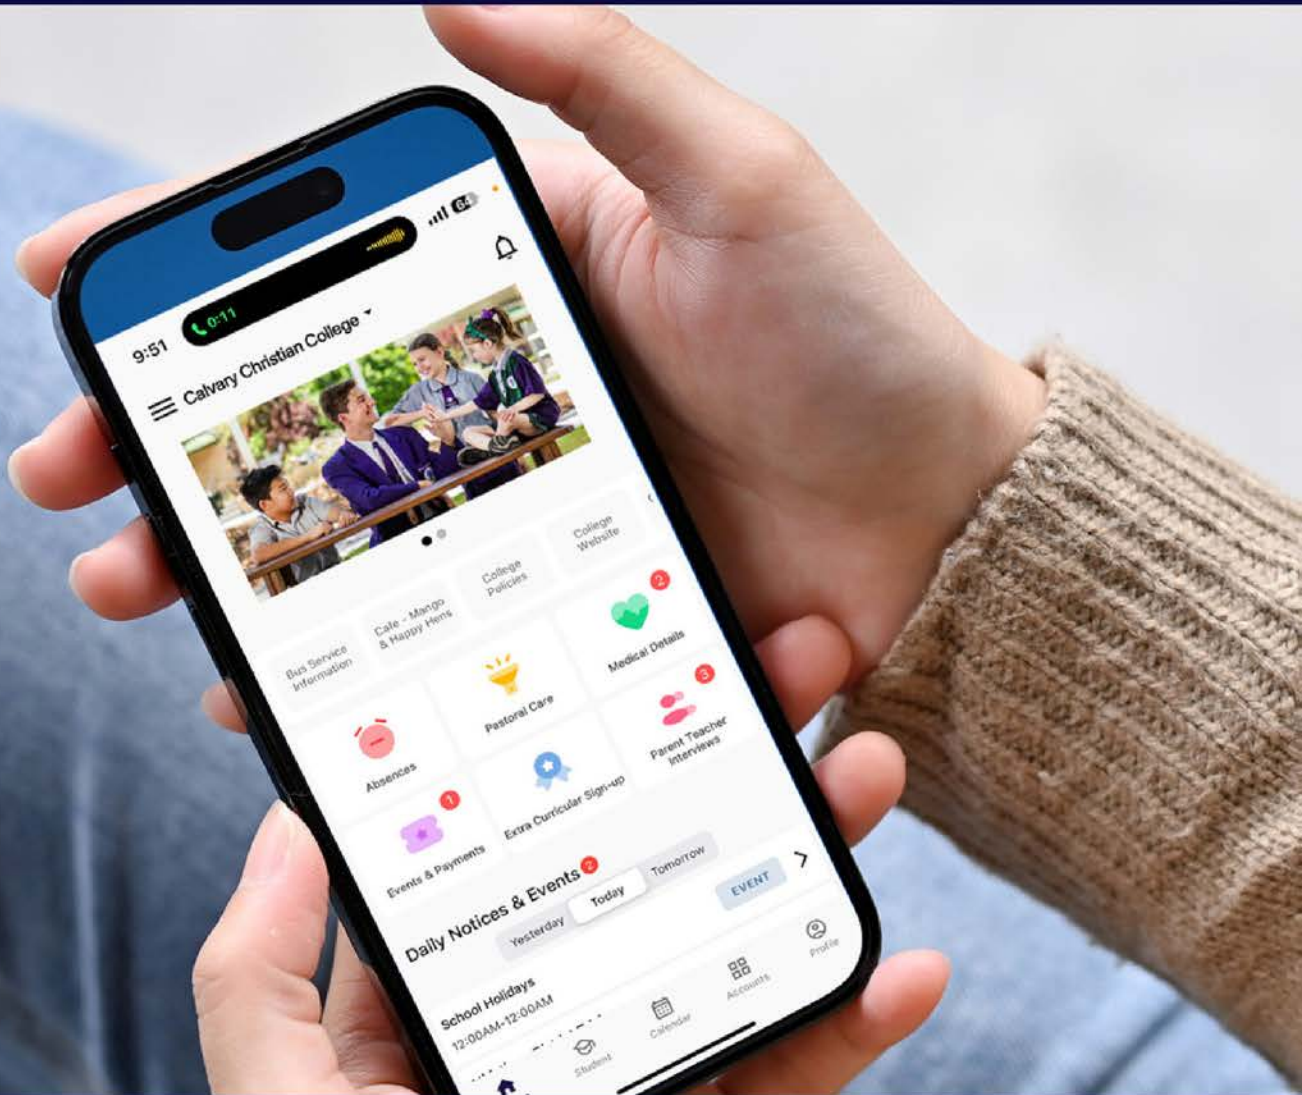 9:51
0:11
64
Calvary Christian College
Bus Service
Information
Cafe - Mango
& Happy Hens
College
Policies
College
Website
Absences
Pastoral Care
2
Medical Details
1
Events & Payments
Extra Curricular Sign-up
3
Parent Teacher
Interviews
Daily Notices & Events 2
Yesterday
Today
Tomorrow
EVENT
School Holidays
12:00AM-12:00AM
Student
Calendar
Accounts
Profile